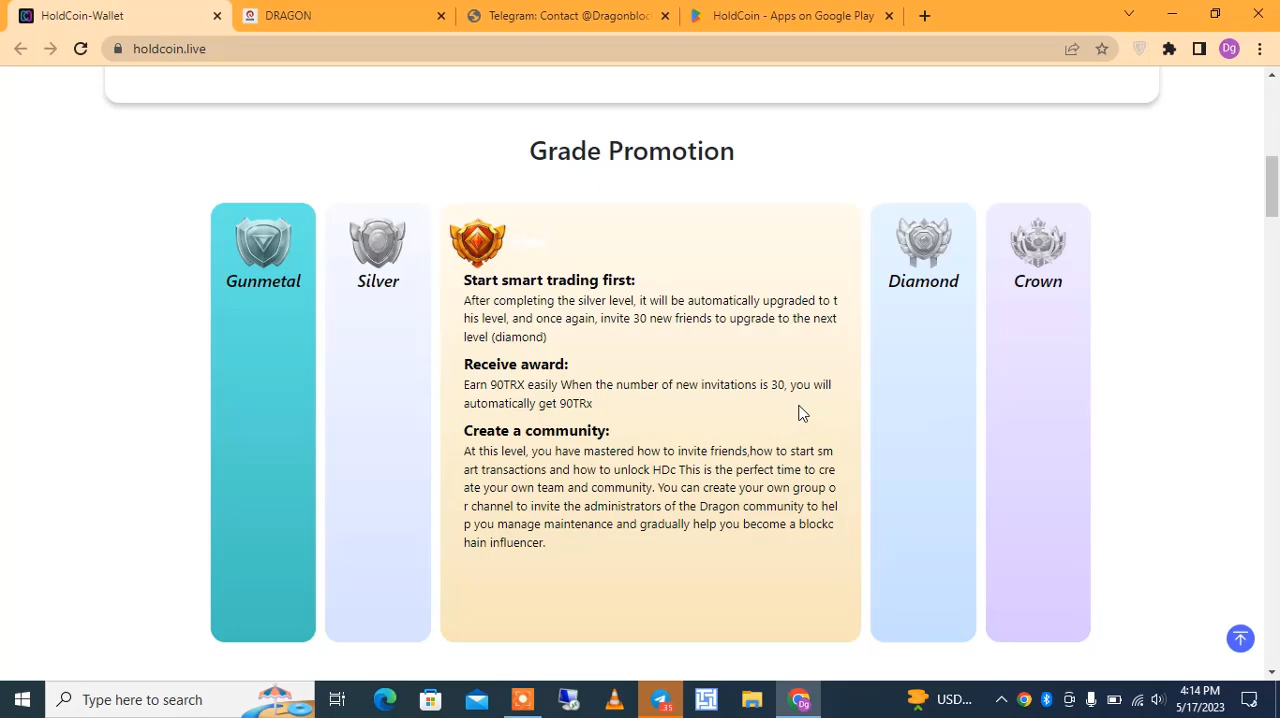 HoldCoin-Wallet
DRAGON
Telegram: Contact @Dragonbloc
HoldCoin - Apps on Google Play
holdcoin.live
Dg
Grade Promotion
Gunmetal
Silver
Start smart trading first:
After completing the silver level, it will be automatically upgraded to t
his level, and once again, invite 30 new friends to upgrade to the next
level (diamond)
Receive award:
Earn 90TRX easily When the number of new invitations is 30, you will
automatically get 90TRx
Create a community:
At this level, you have mastered how to invite friends,how to start sm
art transactions and how to unlock HDc This is the perfect time to cre
ate your own team and community. You can create your own group o
r channel to invite the administrators of the Dragon community to hel
p you manage maintenance and gradually help you become a blockc
hain influencer.
Diamond
Crown
Type here to search
35
Dg
USD...
4:14 PM
5/17/2023